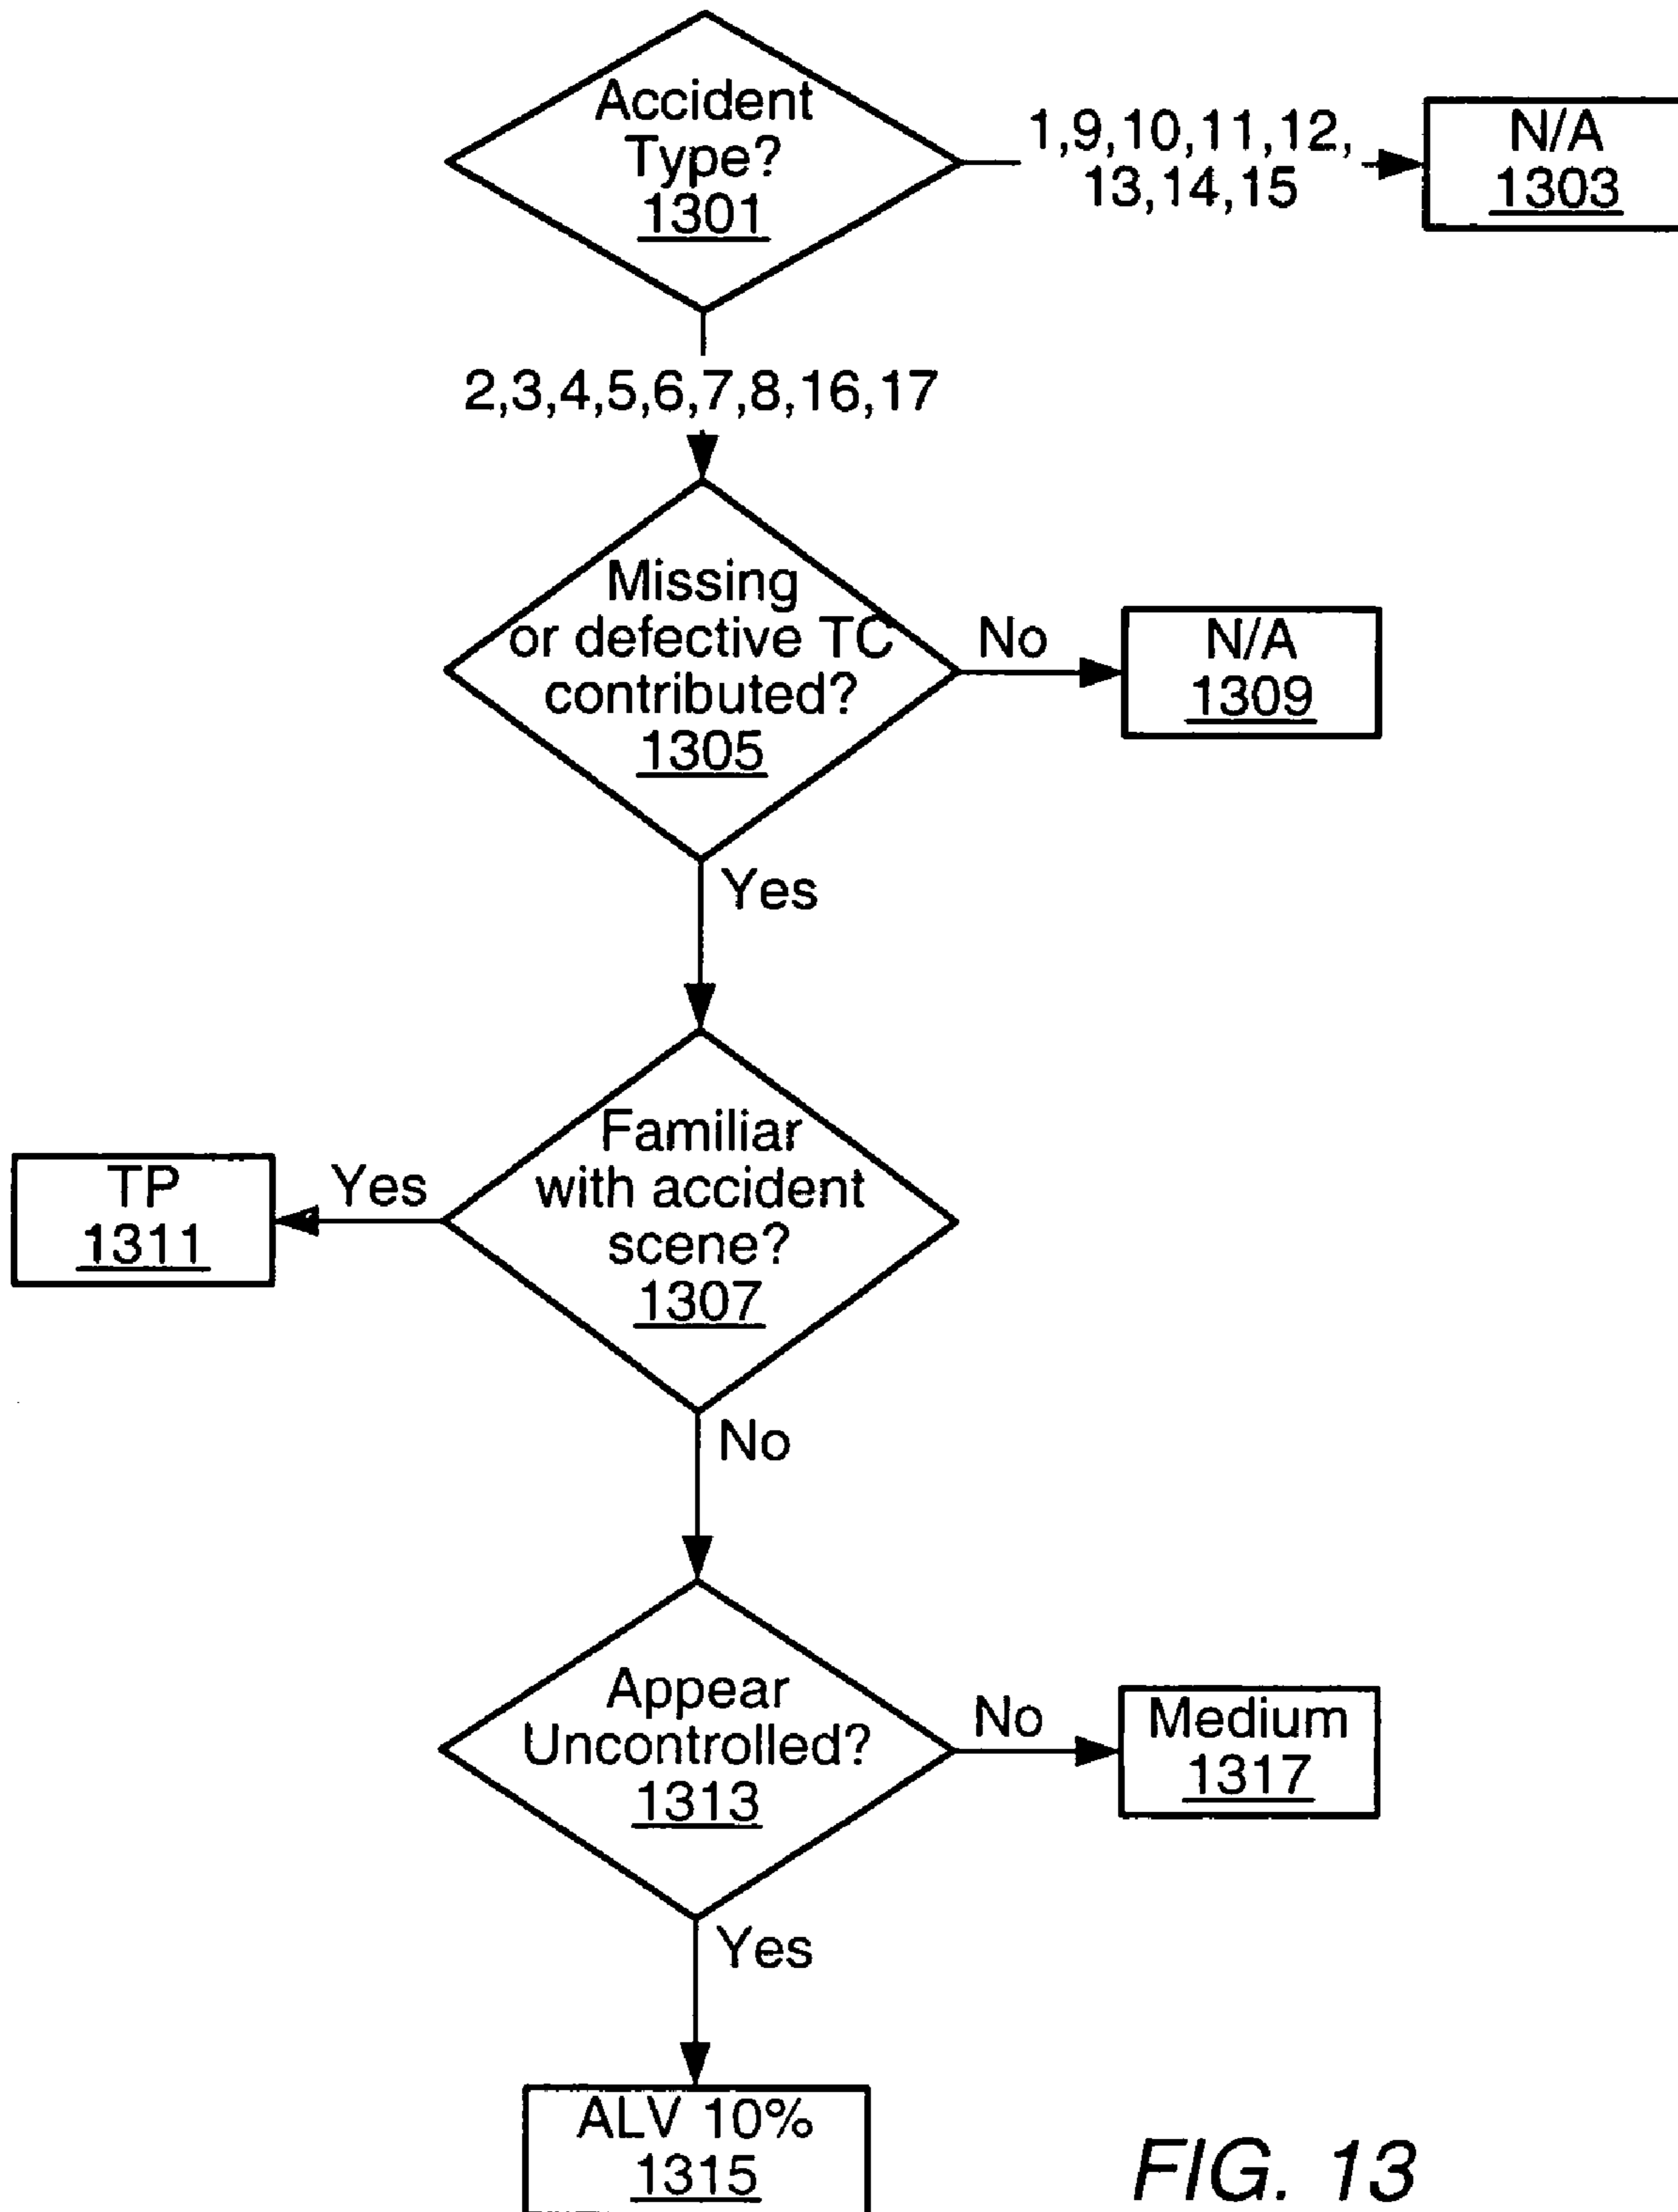 Accident
Type?
1301
1,9,10,11,12,
13,14,15
N/A
1303
2,3,4,5,6,7,8,16,17
Missing
or defective TC
contributed?
1305
No
N/A
1309
Yes
Familiar
with accident
scene?
1307
Yes
TP
1311
No
Appear
Uncontrolled?
1313
No
Medium
1317
Yes
ALV 10%
1315
FIG. 13